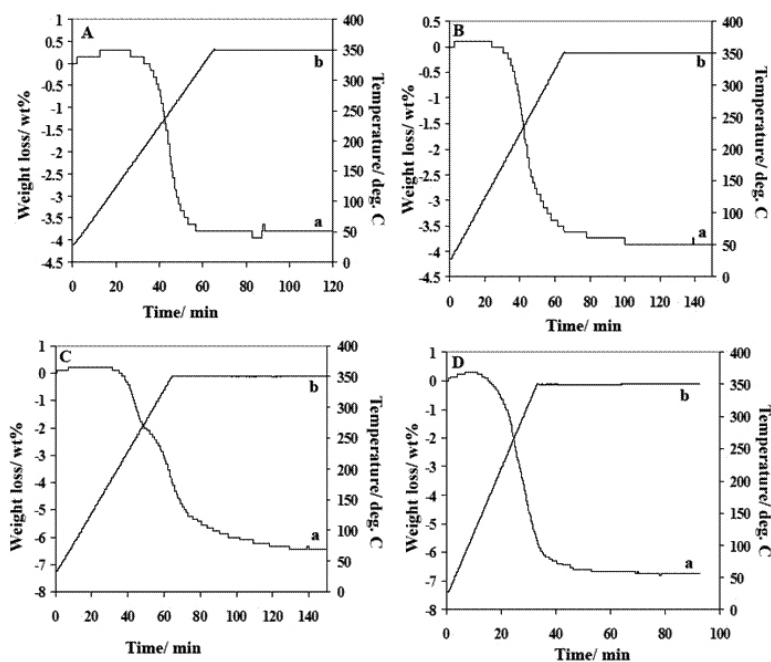 A
Weight loss/ wt%
1
0.5
0
-0.5
-1
-1.5
-2
-2.5
-3
-3.5
-4
-4.5
b
a
400
350
300
250
200
150
100
50
0
Temperature/ deg. C
0 20 40 60 80 100 120
Time/ min
B
Weight loss/ wt%
0.5
0
-0.5
-1
-1.5
-2
-2.5
-3
-3.5
-4
-4.5
b
a
400
350
300
250
200
150
100
50
0
Temperature/ deg. C
0 20 40 60 80 100 120 140
Time/ min
C
Weight loss/ wt%
1
0
-1
-2
-3
-4
-5
-6
-7
-8
b
a
400
350
300
250
200
150
100
50
0
Temperature/ deg. C
0 20 40 60 80 100 120 140
Time/ min
D
Weight loss/ wt%
1
0
-1
-2
-3
-4
-5
-6
-7
-8
b
a
400
350
300
250
200
150
100
50
0
Temperature/ deg. C
0 20 40 60 80 100
Time/ min